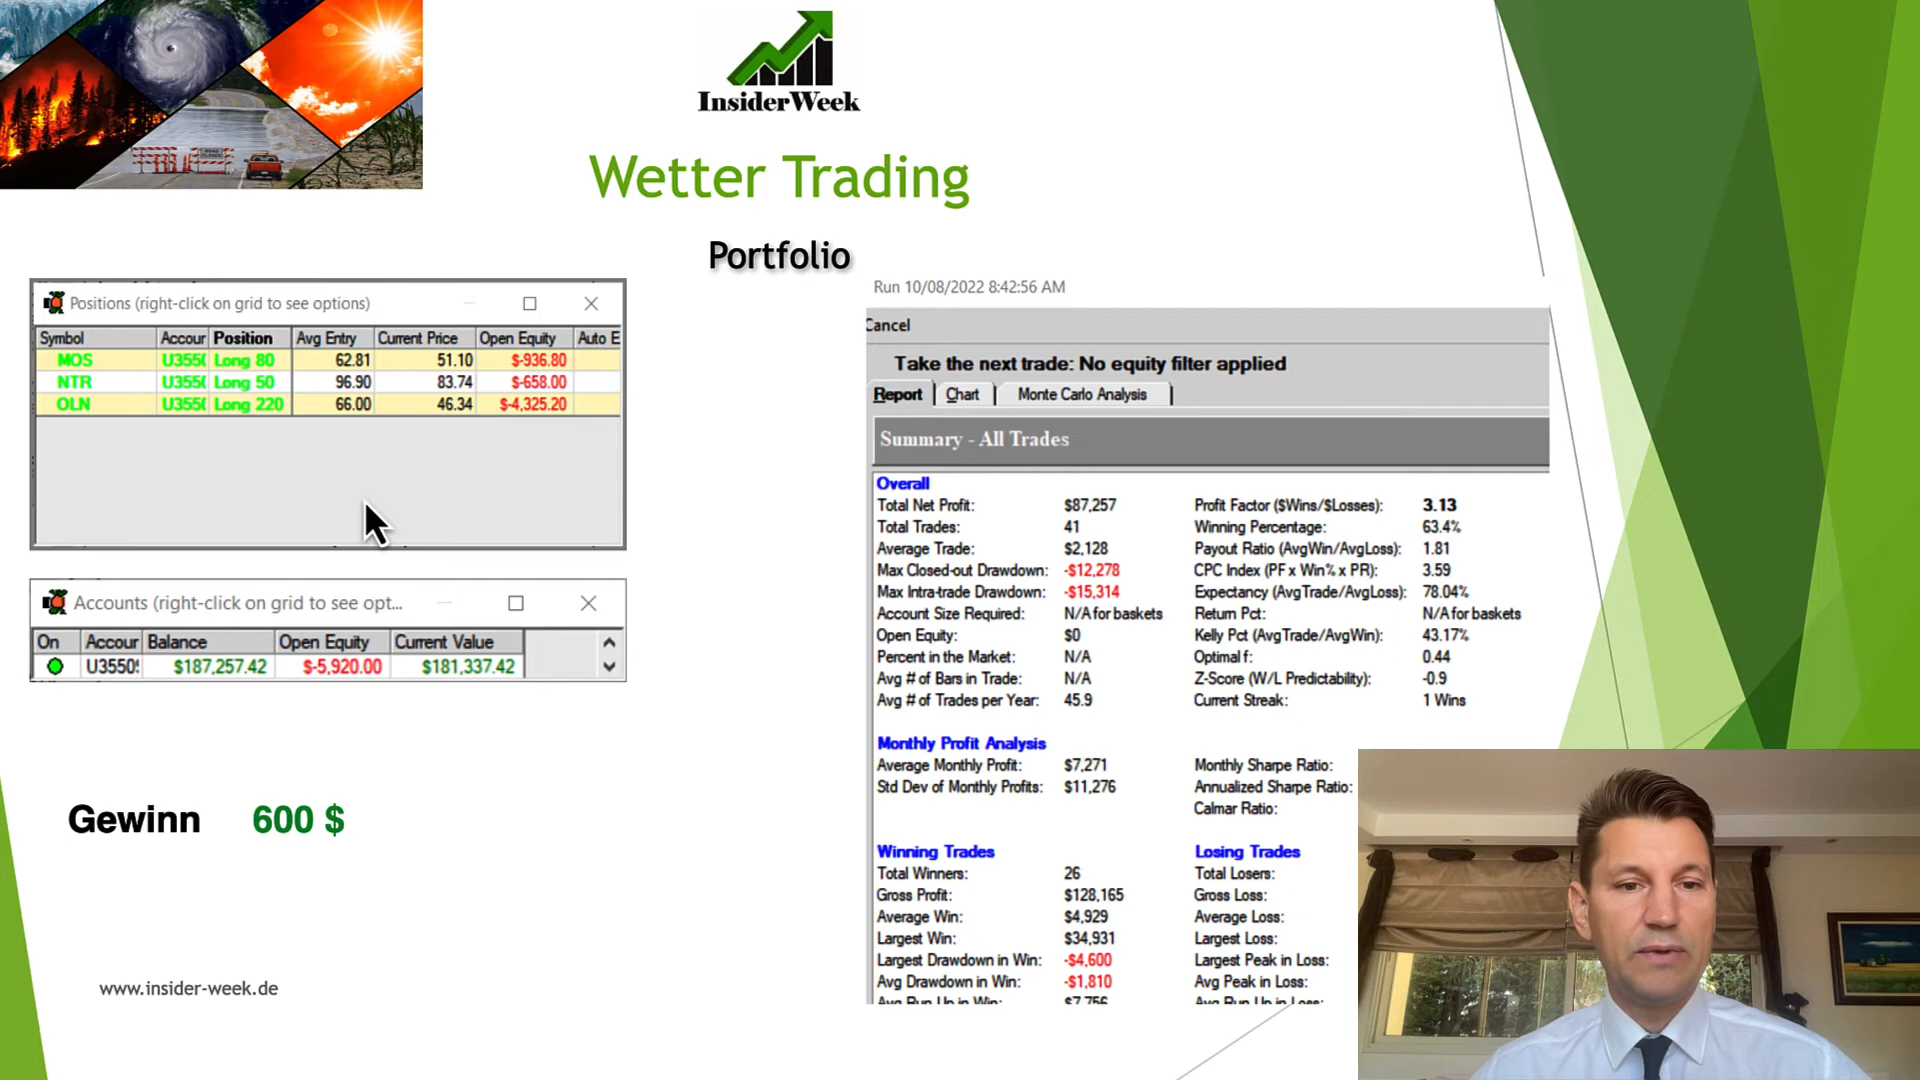 InsiderWeek
Wetter Trading
Portfolio
Positions (right-click on grid to see options)
Symbol Accour Position Avg Entry Current Price Open Equity Auto E
MOS U355( Long 80 62.81 51.10 $-936.80
NTR U355( Long 50 96.90 83.74 $-658.00
OLN U355( Long 220 66.00 46.34 $-4,325.20
Accounts (right-click on grid to see opt...
On Accour Balance Open Equity Current Value
U3550 $187,257.42 $-5,920.00 $181,337.42
Gewinn 600 $
www.insider-week.de
Run 10/08/2022 8:42:56 AM
Cancel
Take the next trade: No equity filter applied
Report Chart Monte Carlo Analysis
Summary - All Trades
Overall
Total Net Profit: $87,257 Profit Factor ($Wins/$Losses): 3.13
Total Trades: 41 Winning Percentage: 63.4%
Average Trade: $2,128 Payout Ratio (AvgWin/AvgLoss): 1.81
Max Closed-out Drawdown: -$12,278 CPC Index (PF x Win% x PR): 3.59
Max Intra-trade Drawdown: -$15,314 Expectancy (AvgTrade/AvgLoss): 78.04%
Account Size Required: N/A for baskets Return Pct: N/A for baskets
Open Equity: $0 Kelly Pct (AvgTrade/AvgWin): 43.17%
Percent in the Market: N/A Optimal f: 0.44
Avg # of Bars in Trade: N/A Z-Score (W/L Predictability): -0.9
Avg # of Trades per Year: 45.9 Current Streak: 1 Wins
Monthly Profit Analysis
Average Monthly Profit: $7,271 Monthly Sharpe Ratio:
Std Dev of Monthly Profits: $11,276 Annualized Sharpe Ratio:
Calmar Ratio:
Winning Trades Losing Trades
Total Winners: 26 Total Losers:
Gross Profit: $128,165 Gross Loss:
Average Win: $4,929 Average Loss:
Largest Win: $34,931 Largest Loss:
Largest Drawdown in Win: -$4,600 Largest Peak in Loss:
Avg Drawdown in Win: -$1,810 Avg Peak in Loss:
Avg Run Up in Win: $7,756 Avg Run Up in Loss: